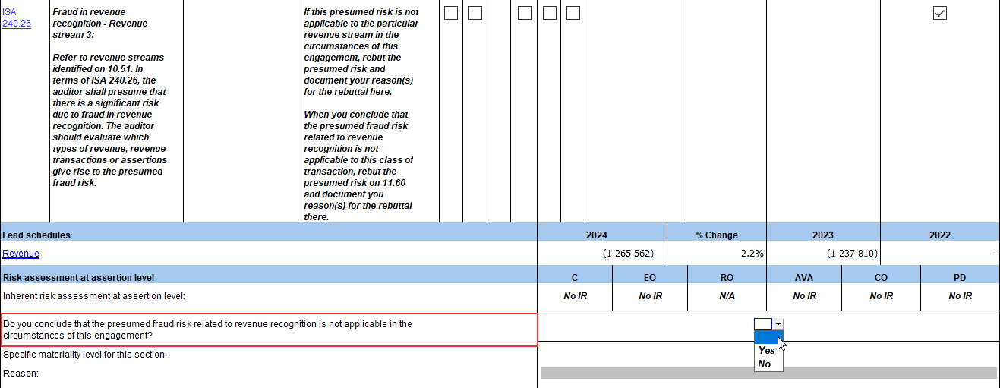 ISA
240.26
Fraud in revenue
recognition - Revenue
stream 3:
Refer to revenue streams
identified on 10.51. In
terms of ISA 240.26, the
auditor shall presume that
there is a significant risk
due to fraud in revenue
recognition. The auditor
should evaluate which
types of revenue, revenue
transactions or assertions
give rise to the presumed
fraud risk.
If this presumed risk is not
applicable to the particular
revenue stream in the
circumstances of this
engagement, rebut the
presumed risk and
document your reason(s)
for the rebuttal here.
When you conclude that
the presumed fraud risk
related to revenue
recognition is not
applicable to this class of
transaction, rebut the
presumed risk on 11.60
and document you
reason(s) for the rebuttal
there.
Lead schedules 2024 % Change 2023 2022
Revenue (1 265 562) 2.2% (1 237 810) -
Risk assessment at assertion level C EO RO AVA CO PD
Inherent risk assessment at assertion level: No IR No IR N/A No IR No IR No IR
Do you conclude that the presumed fraud risk related to revenue recognition is not applicable in the
circumstances of this engagement?
Yes
Specific materiality level for this section:
No
Reason: